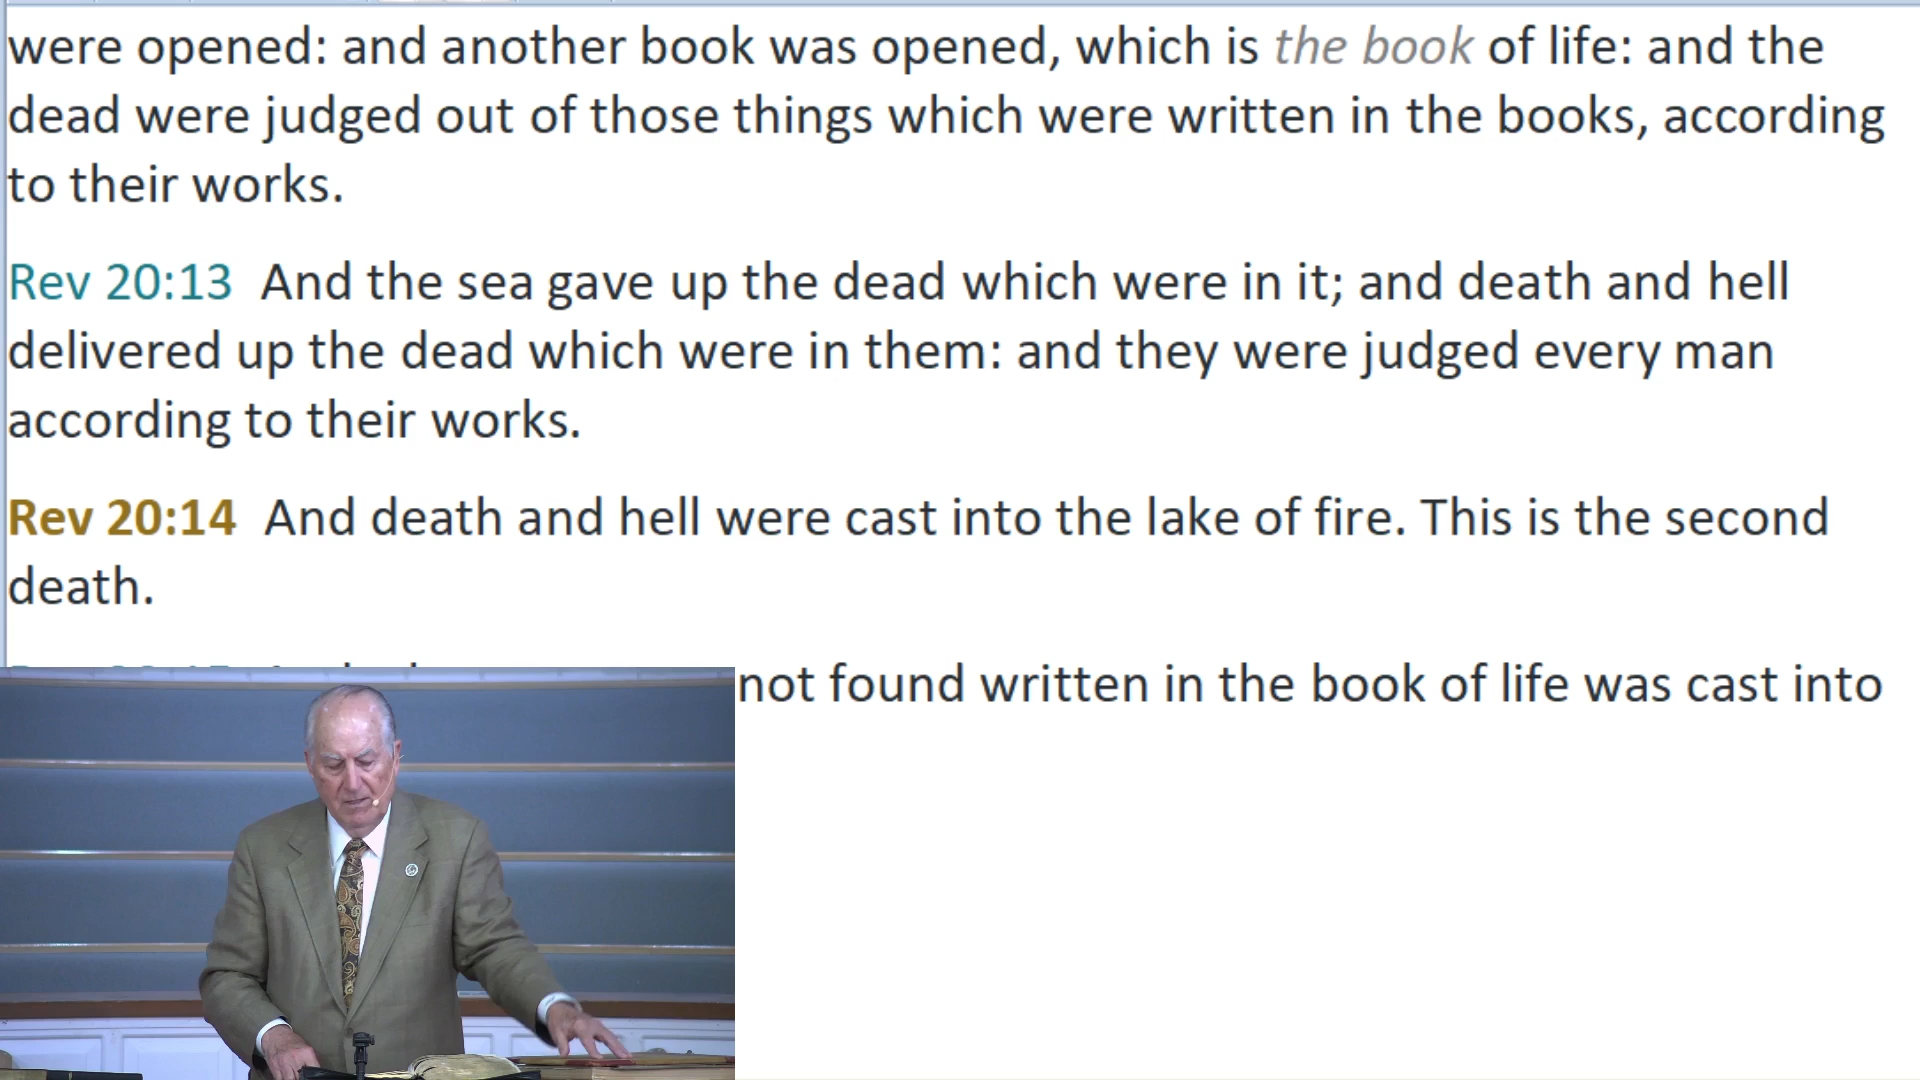 were opened: and another book was opened, which is the book of life: and the
dead were judged out of those things which were written in the books, according
to their works.
Rev 20:13 And the sea gave up the dead which were in it; and death and hell
delivered up the dead which were in them: and they were judged every man
according to their works.
Rev 20:14 And death and hell were cast into the lake of fire. This is the second
death.
not found written in the book of life was cast into